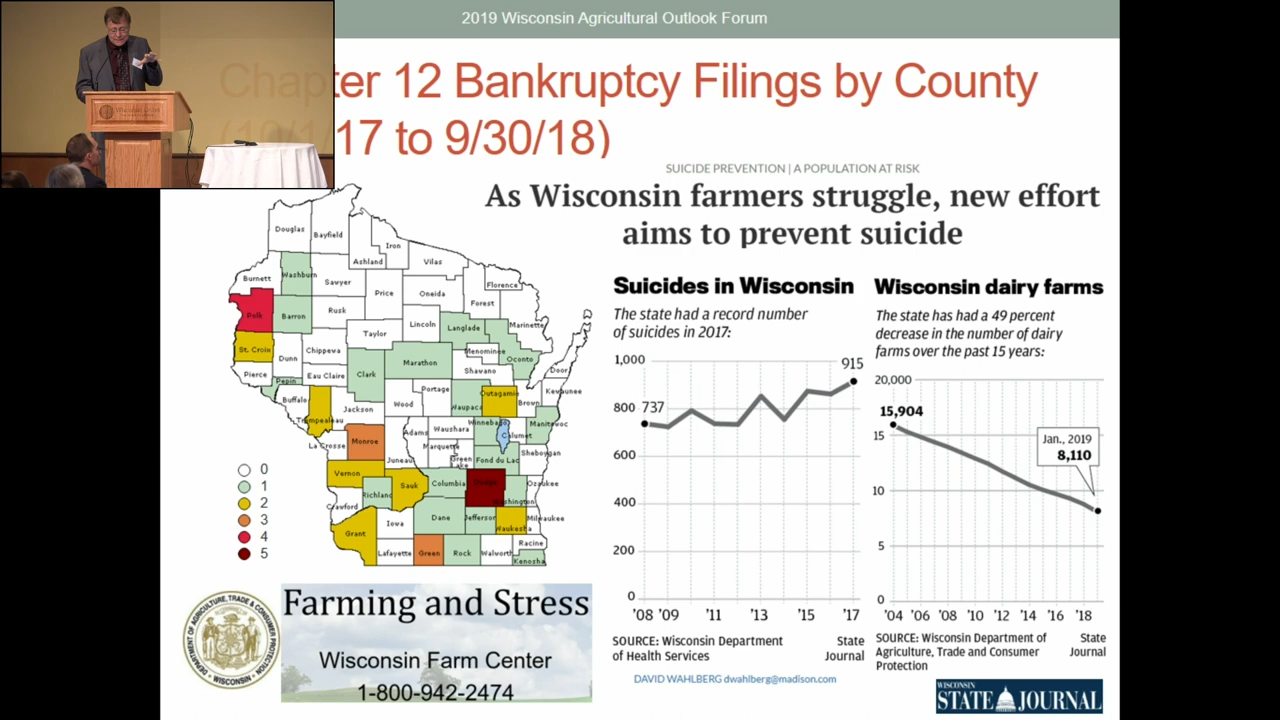 2019 Wisconsin Agricultural Outlook Forum
Chapter 12 Bankruptcy Filings by County
(10/1/17 to 9/30/18)
SUICIDE PREVENTION | A POPULATION AT RISK
As Wisconsin farmers struggle, new effort
aims to prevent suicide
Douglas
Bayfield
Iron
Ashland
Vilas
Burnett
Washburn
Sawyer
Price
Oneida
Florence
Forest
Polk
Barron
Rusk
Lincoln
Langlade
Marinette
Taylor
St. Croix
Dunn
Chippewa
Marathon
Menominee
Oconto
Pierce
Pepin
Eau Claire
Clark
Shawano
Door
Buffalo
Trempealeau
Jackson
Wood
Portage
Waupaca
Outagamie
Brown
Kewaunee
La Crosse
Monroe
Juneau
Adams
Waushara
Marquette
Green
Lake
Winnebago
Calumet
Manitowoc
Fond du Lac
Sheboygan
Vernon
Crawford
Richland
Sauk
Columbia
Dodge
Washington
Ozaukee
Grant
Iowa
Dane
Jefferson
Waukesha
Milwaukee
Lafayette
Green
Rock
Walworth
Racine
Kenosha
0
1
2
3
4
5
Suicides in Wisconsin
The state had a record number
of suicides in 2017:
1,000
800
600
400
200
0
737
915
'08 '09 '11 '13 '15 '17
SOURCE: Wisconsin Department
of Health Services
State
Journal
Wisconsin dairy farms
The state has had a 49 percent
decrease in the number of dairy
farms over the past 15 years:
20,000
15
10
5
0
15,904
Jan., 2019
8,110
'04 '06 '08 '10 '12 '14 '16 '18
SOURCE: Wisconsin Department of
Agriculture, Trade and Consumer
Protection
State
Journal
DAVID WAHLBERG dwahlberg@madison.com
WISCONSIN
STATE JOURNAL
DEPARTMENT OF AGRICULTURE, TRADE & CONSUMER PROTECTION
• WISCONSIN •
Farming and Stress
Wisconsin Farm Center
1-800-942-2474